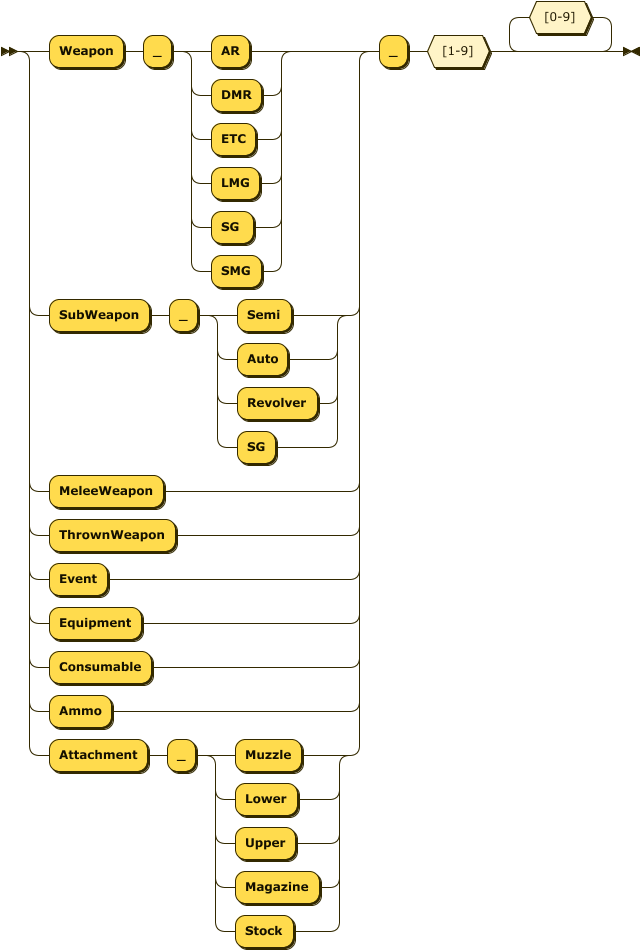 [0-9]
Weapon _ AR _ [1-9]
DMR
ETC
LMG
SG
SMG
SubWeapon _ Semi
Auto
Revolver
SG
MeleeWeapon
ThrownWeapon
Event
Equipment
Consumable
Ammo
Attachment _ Muzzle
Lower
Upper
Magazine
Stock